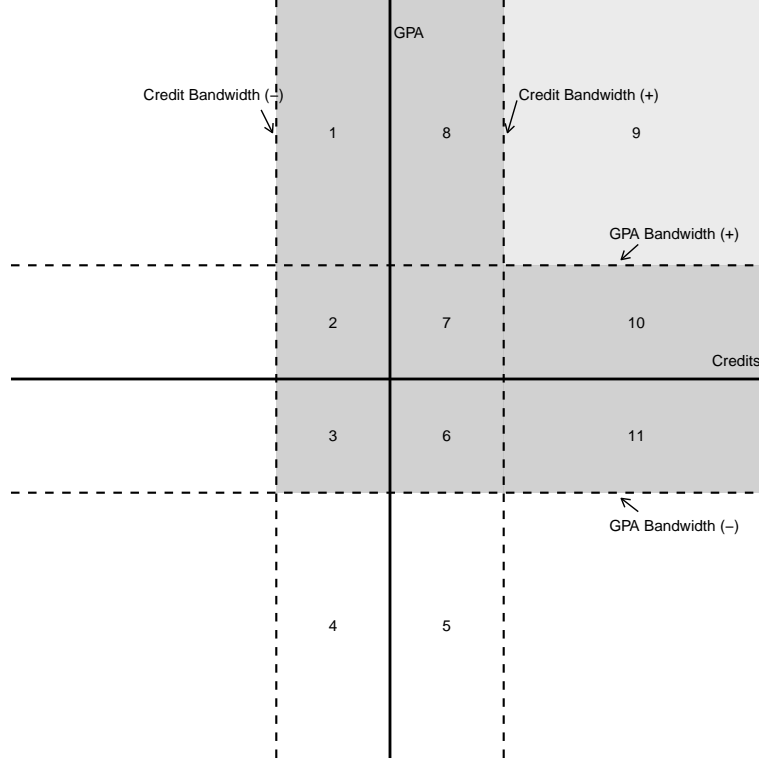 GPA
Credit Bandwidth (−)
Credit Bandwidth (+)
1
8
9
GPA Bandwidth (+)
2
7
10
Credits
3
6
11
GPA Bandwidth (−)
4
5